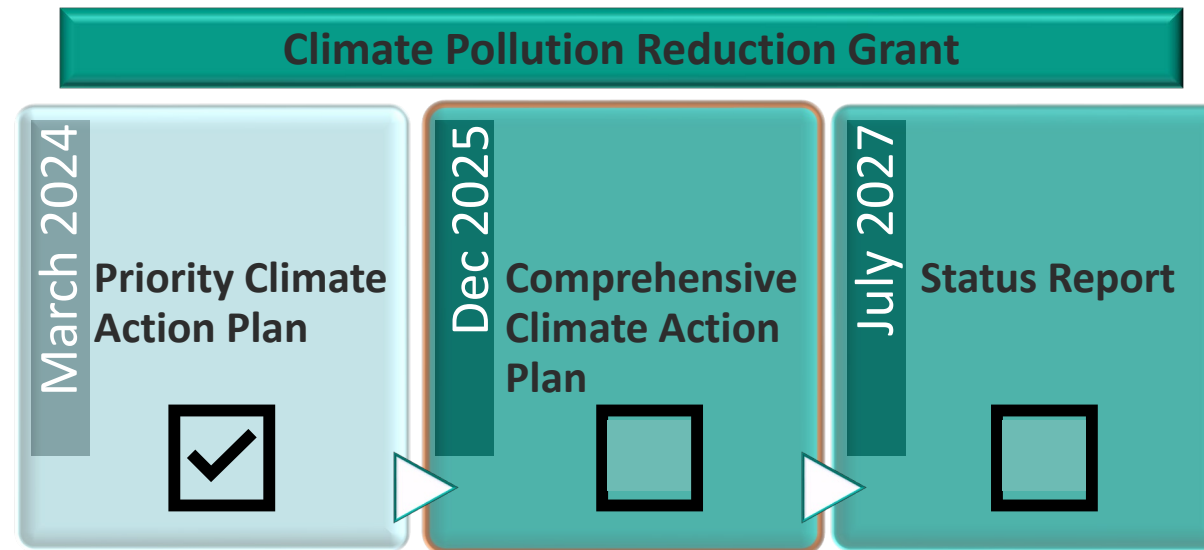 Climate Pollution Reduction Grant
March 2024
Priority Climate
Action Plan
Dec 2025
Comprehensive
Climate Action
Plan
July 2027
Status Report